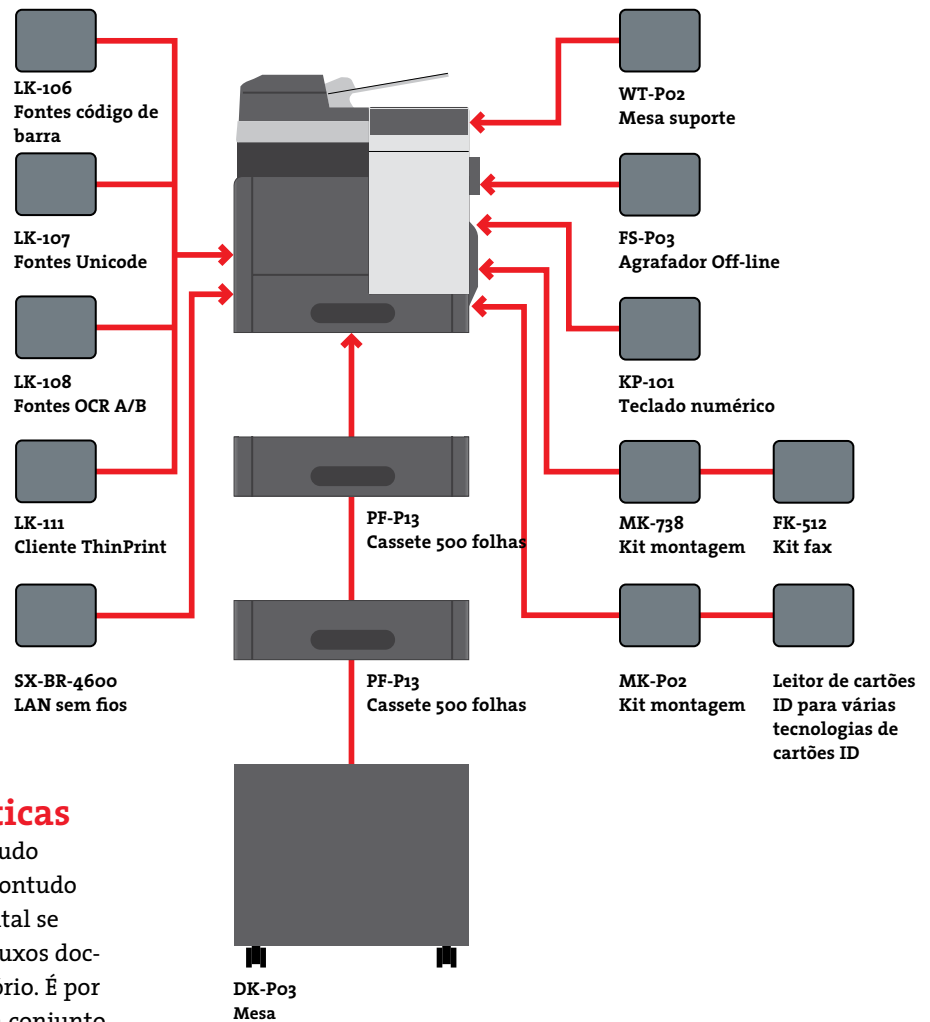 LK-106
Fontes código de
barra
LK-107
Fontes Unicode
LK-108
Fontes OCR A/B
LK-111
Cliente ThinPrint
SX-BR-4600
LAN sem fios
WT-P02
Mesa suporte
FS-P03
Agrafador Off-line
KP-101
Teclado numérico
MK-738
Kit montagem
FK-512
Kit fax
MK-P02
Kit montagem
Leitor de cartões
ID para várias
tecnologias de
cartões ID
PF-P13
Cassete 500 folhas
PF-P13
Cassete 500 folhas
DK-P03
Mesa
ticas
udo
ontudo
tal se
uxos doc-
ório. É por
conjunto